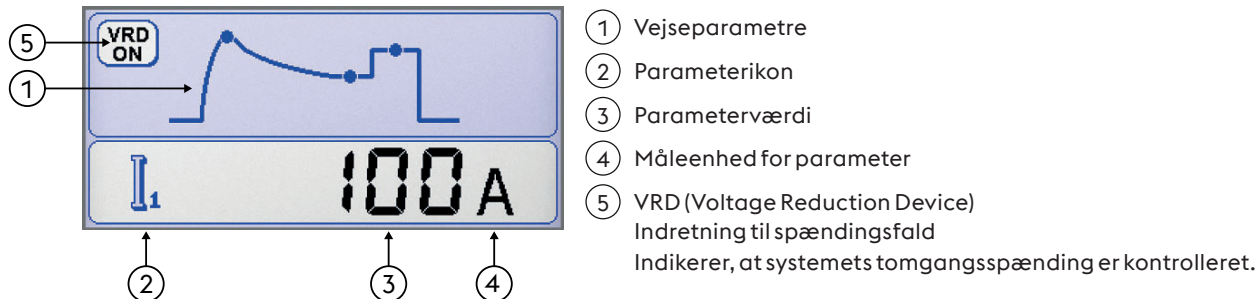 5
VRD
ON
1
I1
100 A
2
3
4
1 Vejseparametre
2 Parameterikon
3 Parameterværdi
4 Måleenhed for parameter
5 VRD (Voltage Reduction Device)
Indretning til spændingsfald
Indikerer, at systemets tomgangsspænding er kontrolleret.